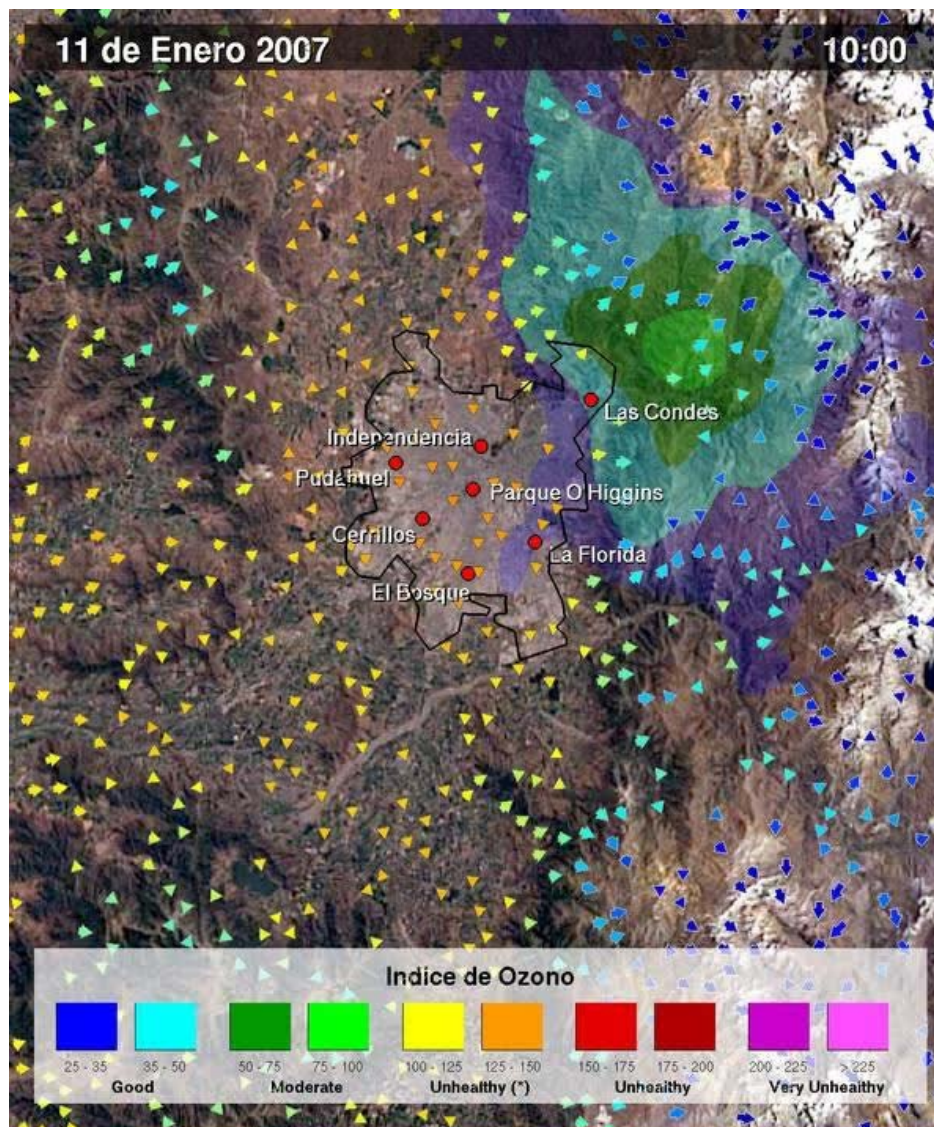 11 de Enero 2007 10:00
Las Condes
Independencia
Pudahuel
Parque O'Higgins
Cerrillos
La Florida
El Bosque
Indice de Ozono
25 - 35 35 - 50 50 - 75 75 - 100 100 - 125 125 - 150 150 - 175 175 - 200 200 - 225 > 225
Good Moderate Unhealthy (*) Unhealthy Very Unhealthy